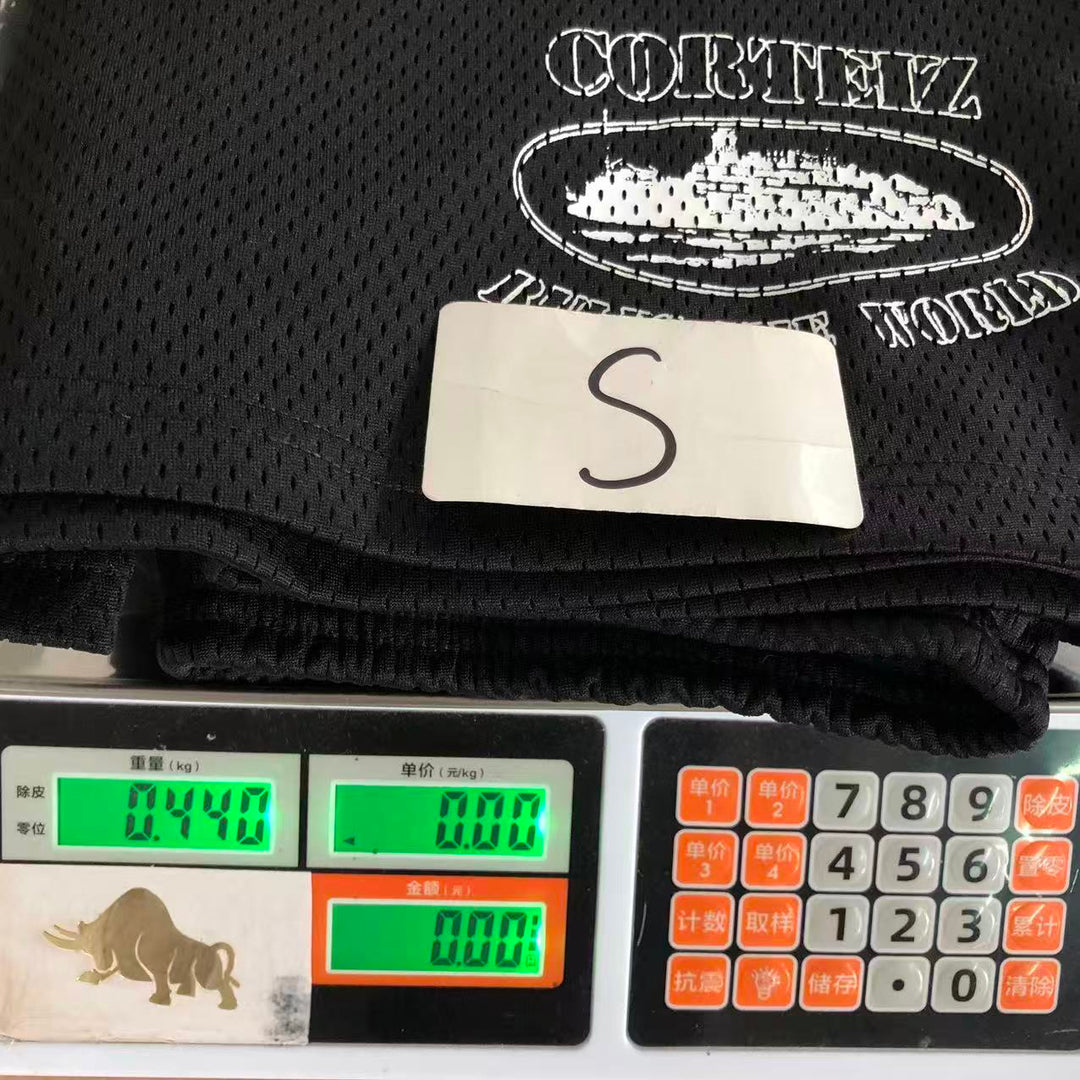 CORTEIZ
WORLD
S
重量(kg)
除皮
零位
0.440
单价(元/kg)
0.00
金额(元)
0.00
单价1 单价2 7 8 9 除皮
单价3 单价4 4 5 6 置零
计数 取样 1 2 3 累计
抗震 储存 • 0 清除